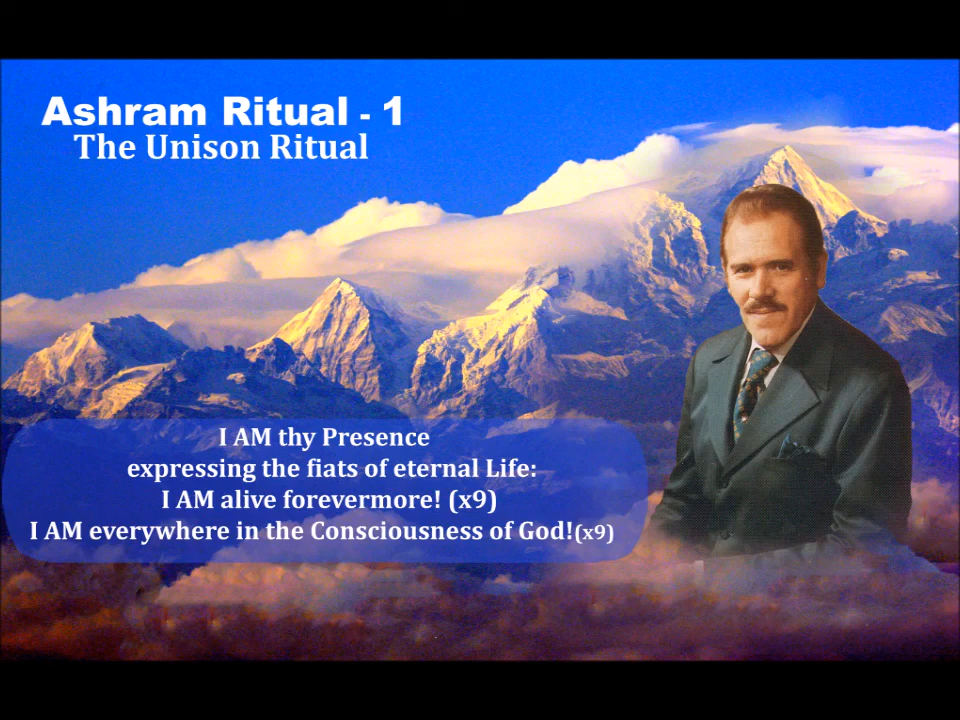 Ashram Ritual - 1
The Unison Ritual
I AM thy Presence
expressing the fiats of eternal Life:
I AM alive forevermore! (x9)
I AM everywhere in the Consciousness of God!(x9)